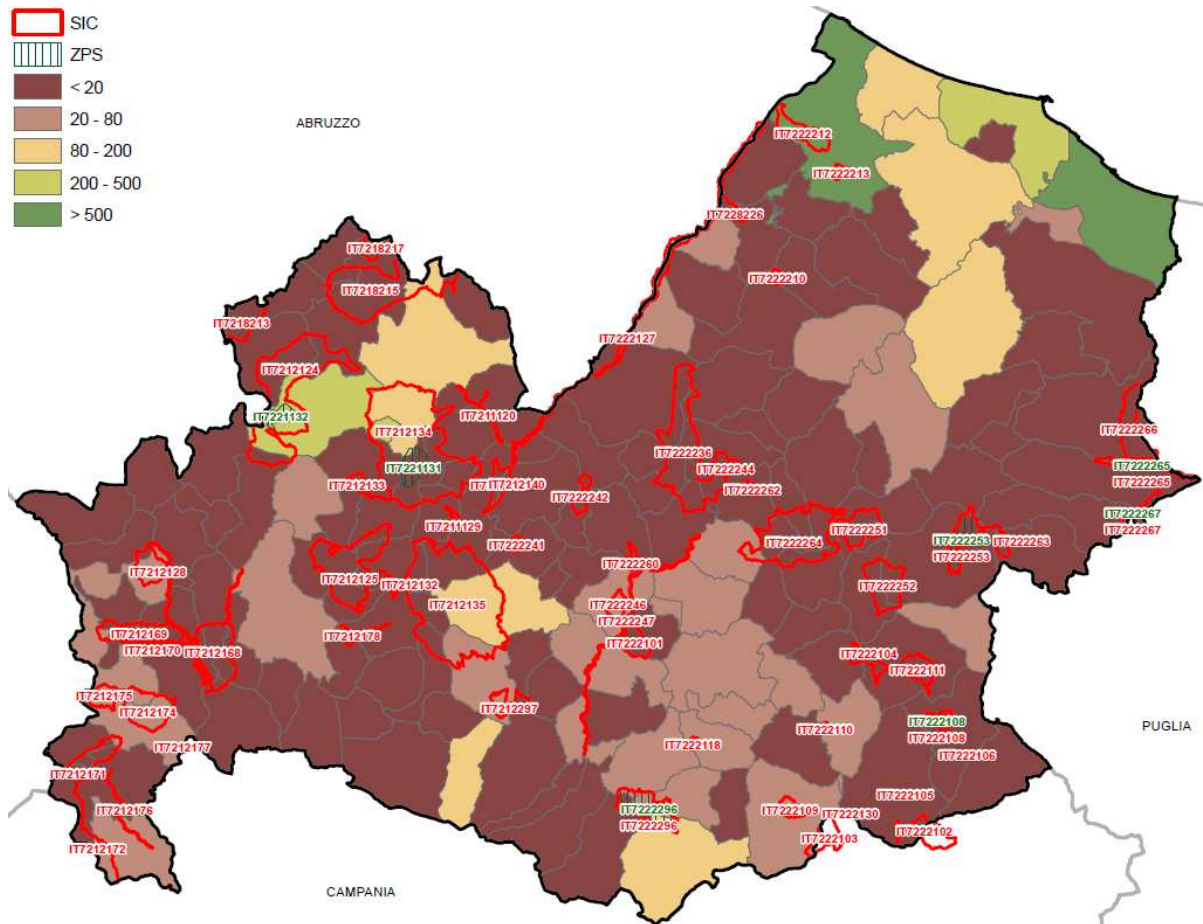 SIC
ZPS
< 20
20 - 80
80 - 200
200 - 500
> 500
ABRUZZO
IT7222212
IT7222213
IT7228226
IT7218217
IT7222210
IT7218215
IT7218213
IT7222127
IT7212124
IT7221132
IT7211120
IT7212134
IT7222266
IT7221131
IT7222236
IT7222244
IT7222265
IT7222265
IT7212133
IT7212140
IT7222242
IT7222262
IT7222267
IT7222267
IT7211129
IT7222251
IT7222241
IT7222264
IT7222253
IT7222263
IT7222253
IT7222260
IT7212128
IT7212125
IT7212132
IT7222252
IT7212135
IT7222246
IT7222247
IT7212169
IT7212178
IT7222101
IT7212170
IT7212168
IT7222104
IT7222111
IT7212175
IT7212174
IT7212297
IT7222108
IT7222110
IT7222108
IT7222118
IT7212177
IT7222106
PUGLIA
IT7212171
IT7222105
IT7212176
IT7222296
IT7222109
IT7222130
IT7222296
IT7222102
IT7222103
IT7212172
CAMPANIA